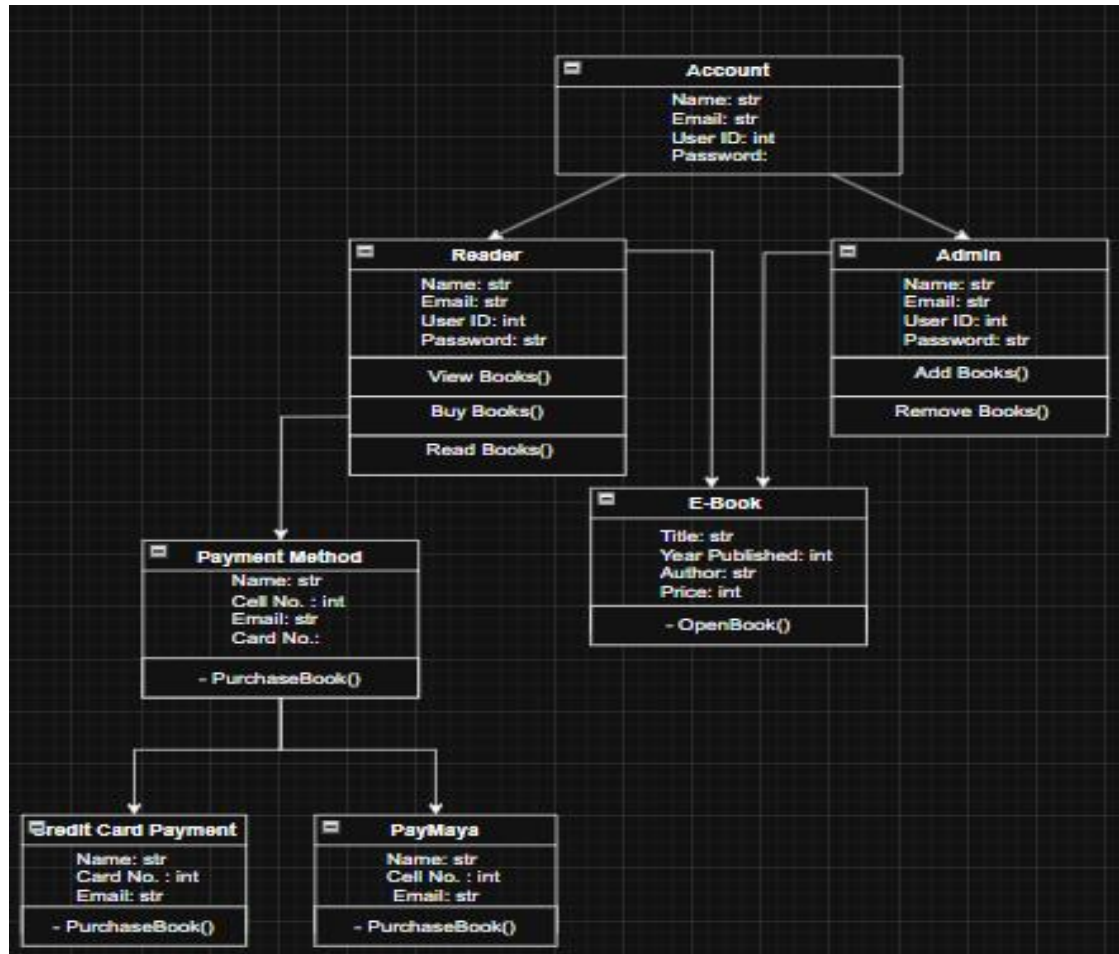 Account
Name: str
Email: str
User ID: int
Password:
Reader
Name: str
Email: str
User ID: int
Password: str
View Books()
Buy Books()
Read Books()
Admin
Name: str
Email: str
User ID: int
Password: str
Add Books()
Remove Books()
E-Book
Title: str
Year Published: int
Author: str
Price: int
- OpenBook()
Payment Method
Name: str
Cell No. : int
Email: str
Card No.:
- PurchaseBook()
Credit Card Payment
Name: str
Card No. : int
Email: str
- PurchaseBook()
PayMaya
Name: str
Cell No. : int
Email: str
- PurchaseBook()